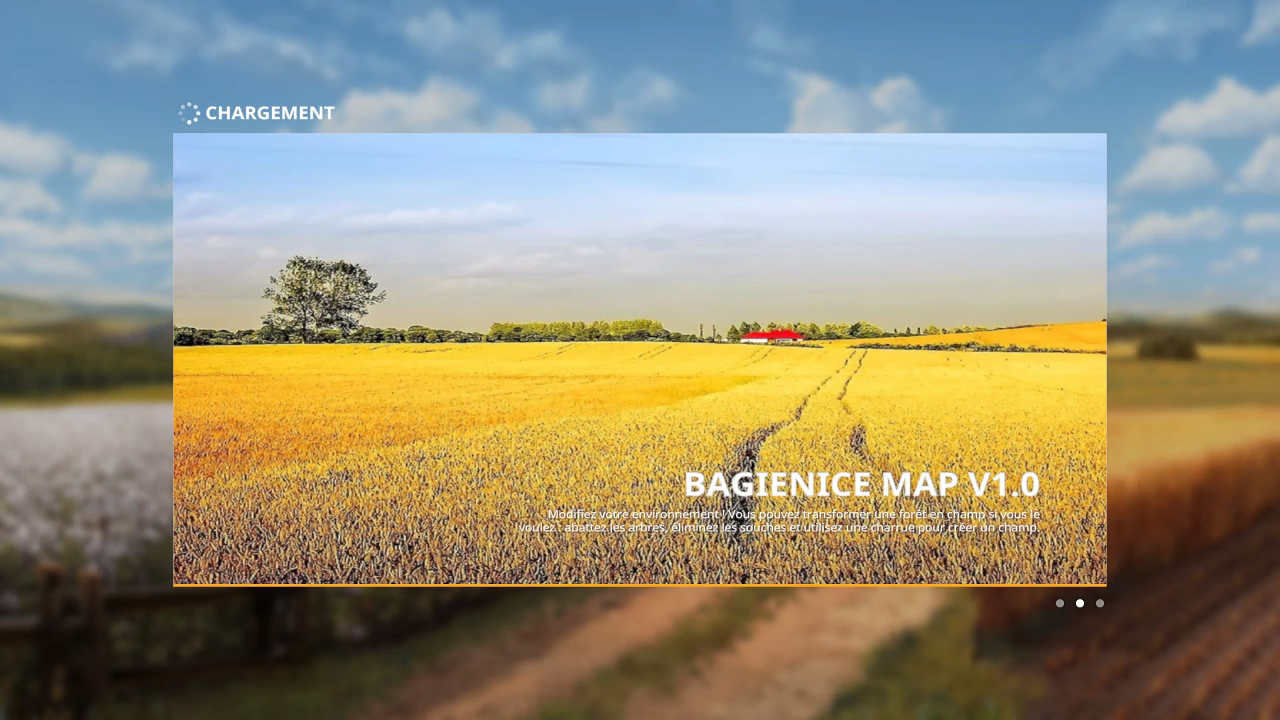 CHARGEMENT
BAGIENICE MAP V1.0
Modifiez votre environnement ! Vous pouvez transformer une forêt en champ si vous le
voulez : abattez les arbres, éliminez les souches et utilisez une charrue pour créer un champ.